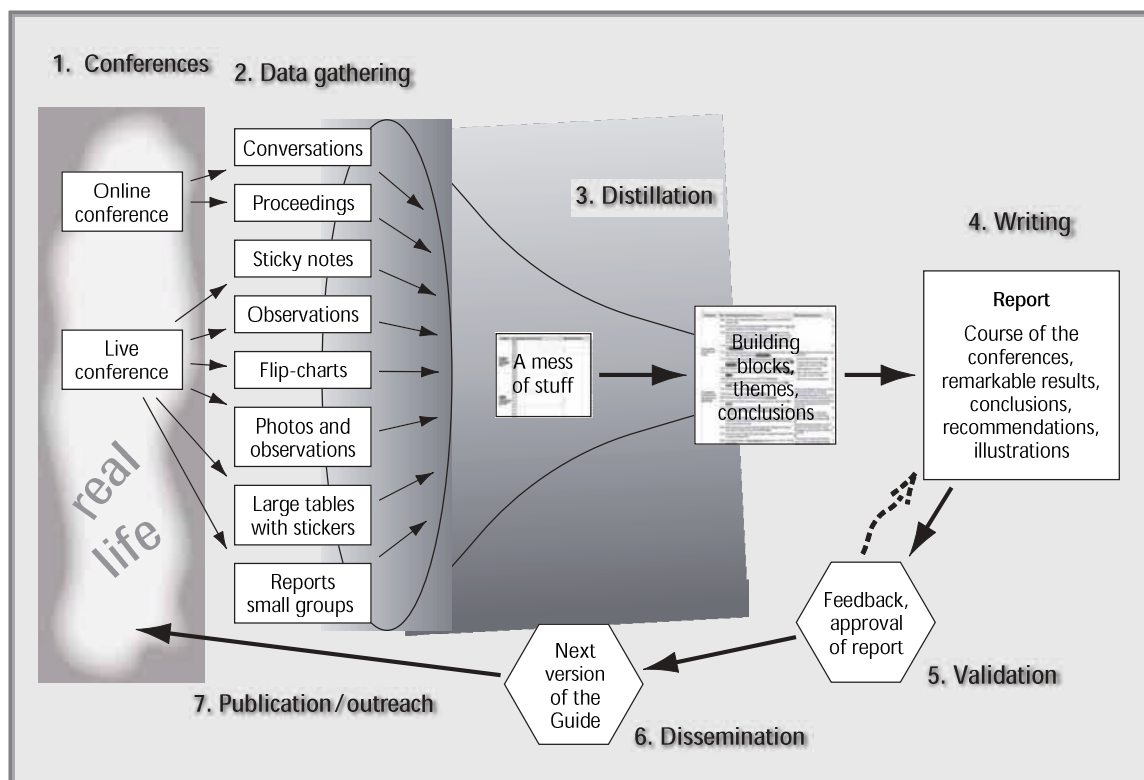 1. Conferences
2. Data gathering
Online
conference
Live
conference
real
life
Conversations
Proceedings
Sticky notes
Observations
Flip-charts
Photos and
observations
Large tables
with stickers
Reports
small groups
3. Distillation
A mess
of stuff
Building
blocks,
themes,
conclusions
4. Writing
Report
Course of the
conferences,
remarkable results,
conclusions,
recommendations,
illustrations
Feedback,
approval
of report
5. Validation
Next
version
of the
Guide
6. Dissemination
7. Publication/outreach